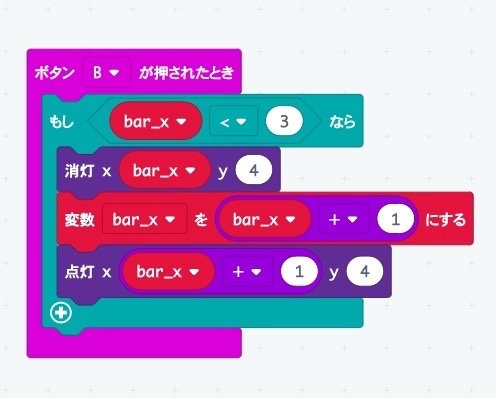 ボタン B が押されたとき
もし bar_x < 3 なら
消灯 x bar_x y 4
変数 bar_x を bar_x + 1 にする
点灯 x bar_x + 1 y 4